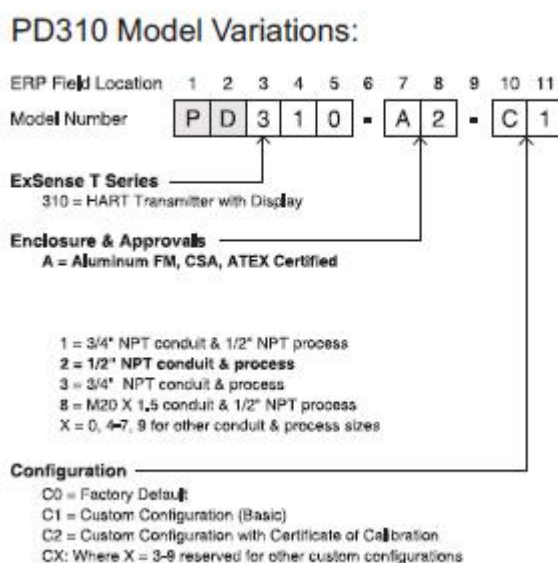 PD310 Model Variations:
ERP Field Location 1 2 3 4 5 6 7 8 9 10 11
Model Number P D 3 1 0 - A 2 - C 1
ExSense T Series
310 = HART Transmitter with Display
Enclosure & Approvals
A = Aluminum FM, CSA, ATEX Certified
1 = 3/4" NPT conduit & 1/2" NPT process
2 = 1/2" NPT conduit & process
3 = 3/4" NPT conduit & process
8 = M20 X 1.5 conduit & 1/2" NPT process
X = 0, 4-7, 9 for other conduit & process sizes
Configuration
C0 = Factory Default
C1 = Custom Configuration (Basic)
C2 = Custom Configuration with Certificate of Calibration
CX: Where X = 3-9 reserved for other custom configurations